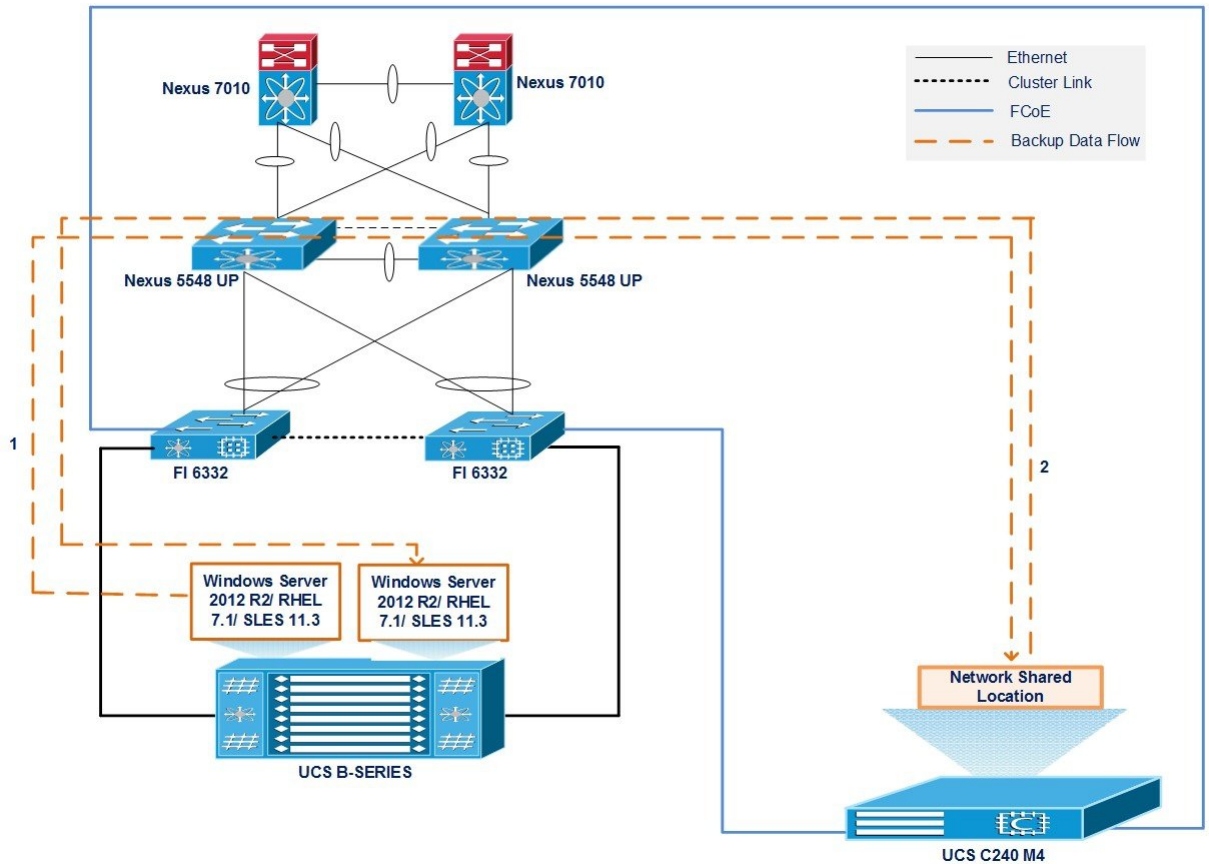 Nexus 7010
Nexus 7010
Ethernet
Cluster Link
FCoE
Backup Data Flow
Nexus 5548 UP
Nexus 5548 UP
1
FI 6332
FI 6332
2
Windows Server
2012 R2/ RHEL
7.1/ SLES 11.3
Windows Server
2012 R2/ RHEL
7.1/ SLES 11.3
Network Shared
Location
UCS B-SERIES
C
UCS C240 M4